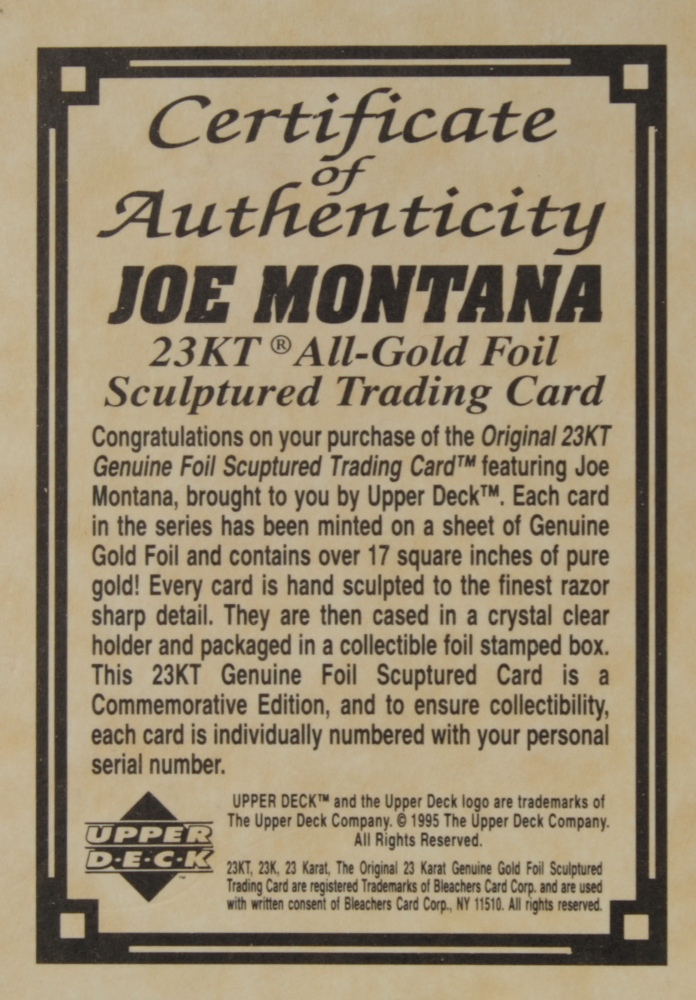 Certificate
of
Authenticity
JOE MONTANA
23KT ® All-Gold Foil
Sculptured Trading Card
Congratulations on your purchase of the Original 23KT
Genuine Foil Scuptured Trading Card™ featuring Joe
Montana, brought to you by Upper Deck™. Each card
in the series has been minted on a sheet of Genuine
Gold Foil and contains over 17 square inches of pure
gold! Every card is hand sculpted to the finest razor
sharp detail. They are then cased in a crystal clear
holder and packaged in a collectible foil stamped box.
This 23KT Genuine Foil Scuptured Card is a
Commemorative Edition, and to ensure collectibility,
each card is individually numbered with your personal
serial number.
UPPER DECK™ and the Upper Deck logo are trademarks of
The Upper Deck Company. © 1995 The Upper Deck Company.
All Rights Reserved.
UPPER
D·E·C·K
™
23KT, 23K, 23 Karat, The Original 23 Karat Genuine Gold Foil Sculptured
Trading Card are registered Trademarks of Bleachers Card Corp. and are used
with written consent of Bleachers Card Corp., NY 11510. All rights reserved.